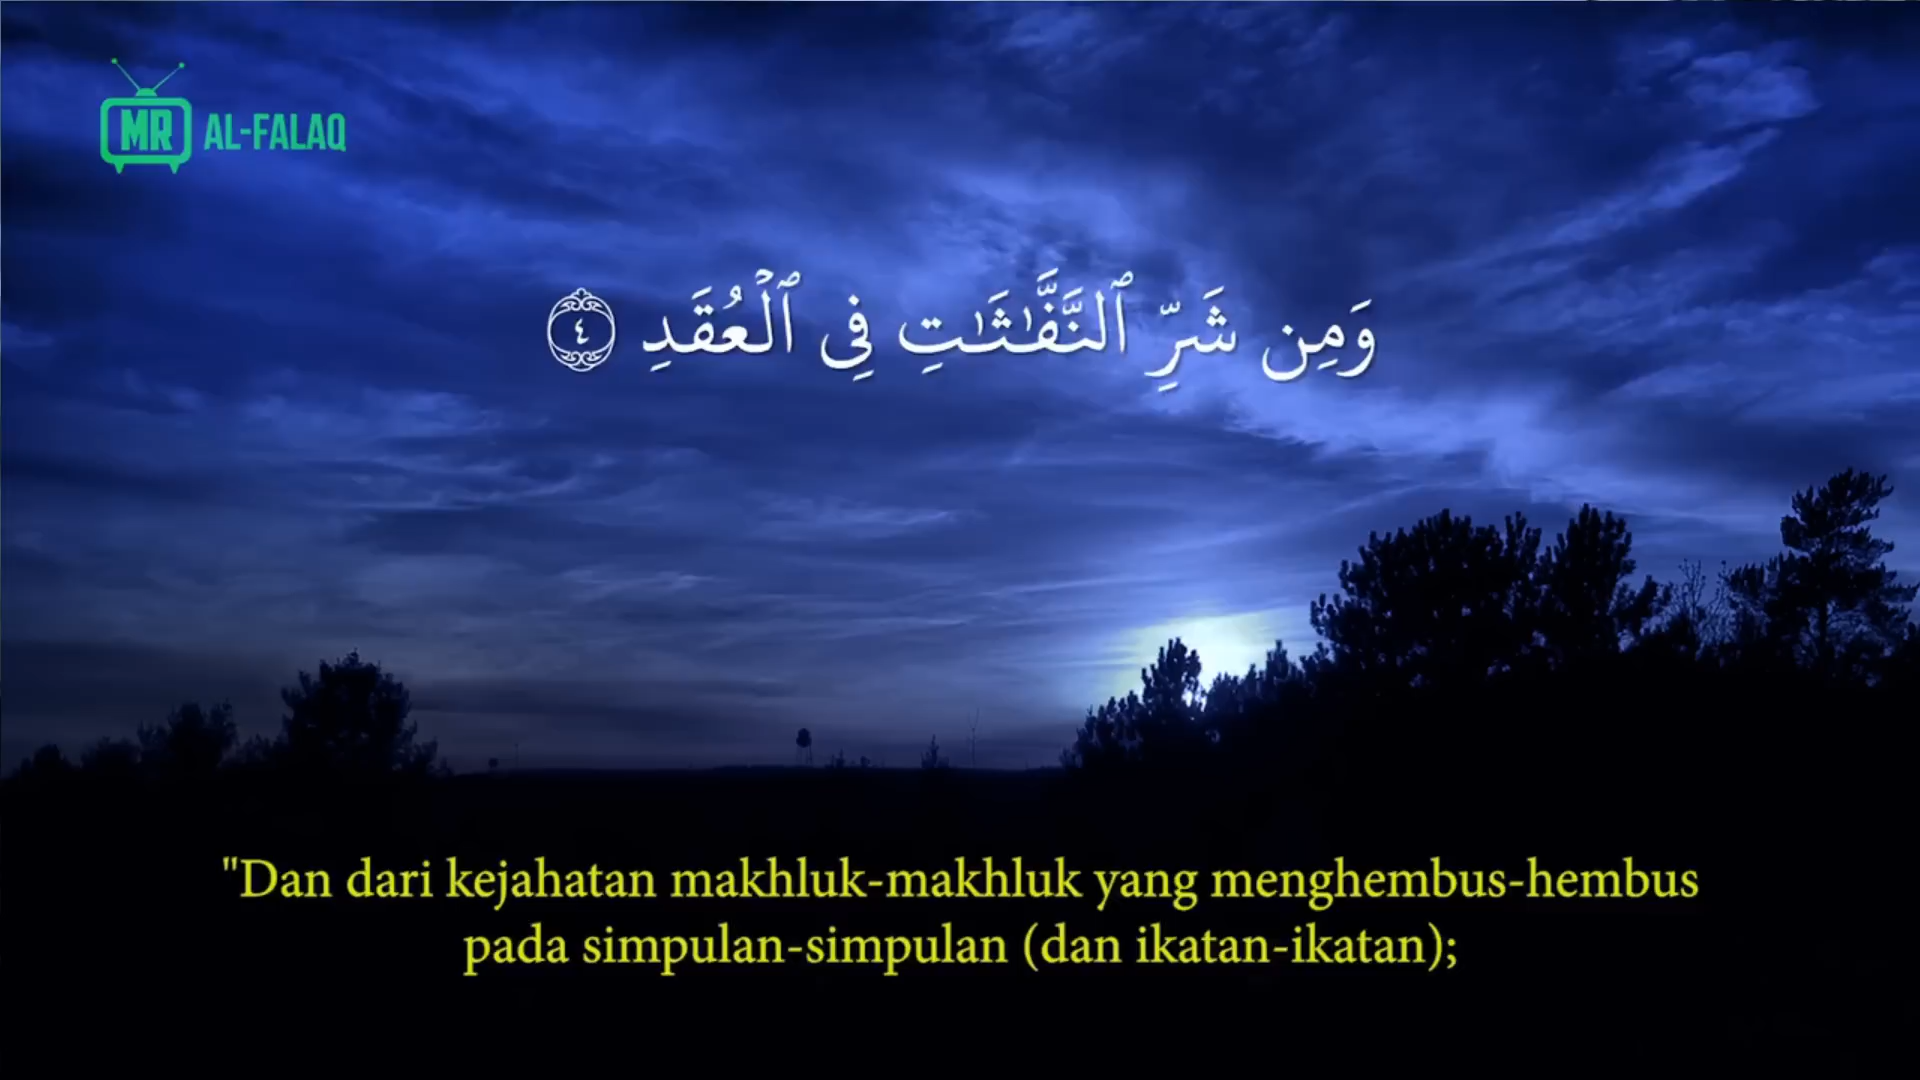 MR AL-FALAQ
وَمِن شَرِّ ٱلنَّفَّـٰثَـٰتِ فِى ٱلْعُقَدِ ٤
"Dan dari kejahatan makhluk-makhluk yang menghembus-hembus
pada simpulan-simpulan (dan ikatan-ikatan);